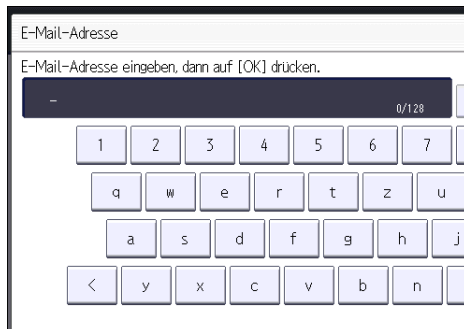 E-Mail-Adresse
E-Mail-Adresse eingeben, dann auf [OK] drücken.
_ 0/128
1 2 3 4 5 6 7
q w e r t z u
a s d f g h j
< y x c v b n